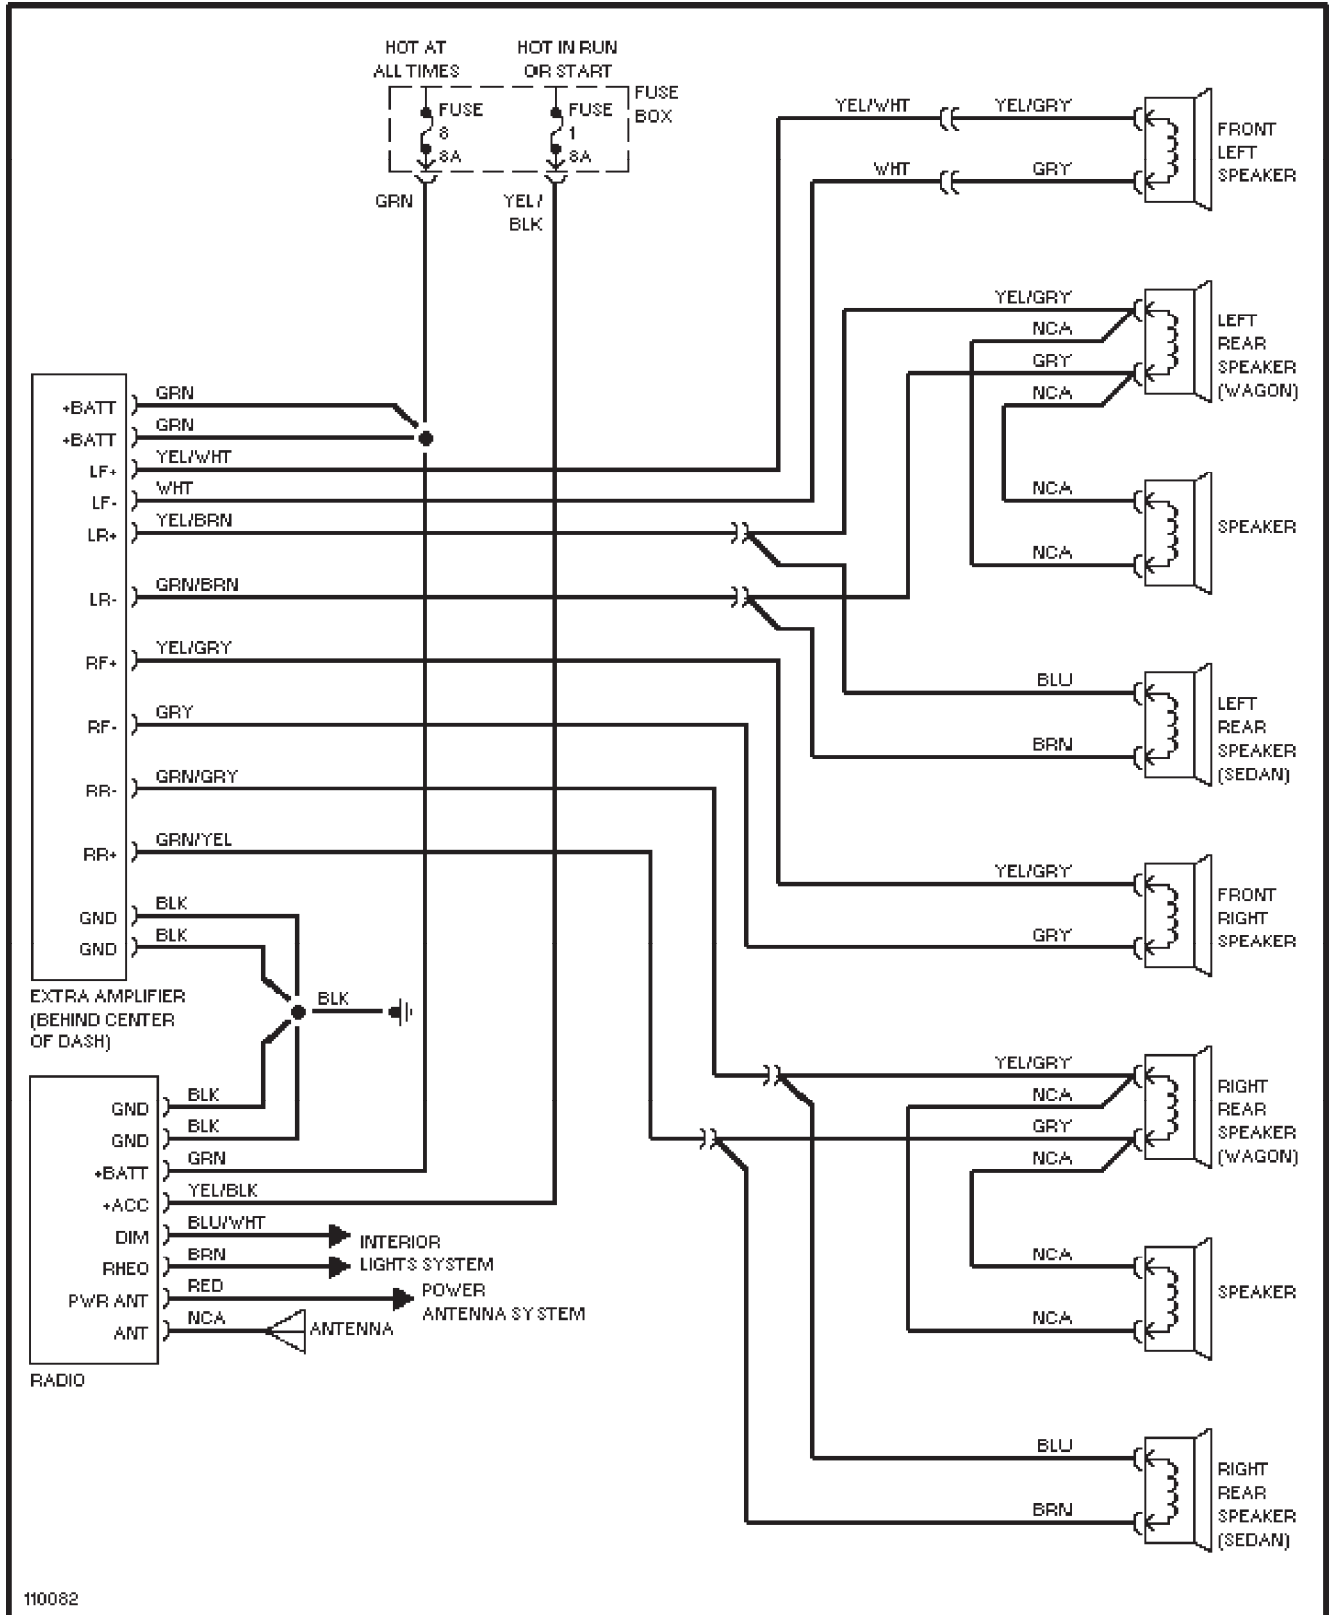 HOT AT
ALL TIMES
HOT IN RUN
OR START
FUSE
8
8A
FUSE
1
8A
FUSE
BOX
GRN
YEL/
BLK
YEL/WHT
YEL/GRY
WHT
GRY
FRONT
LEFT
SPEAKER
YEL/GRY
NCA
GRY
NCA
LEFT
REAR
SPEAKER
(WAGON)
NCA
NCA
SPEAKER
BLU
BRN
LEFT
REAR
SPEAKER
(SEDAN)
YEL/GRY
GRY
FRONT
RIGHT
SPEAKER
YEL/GRY
NCA
GRY
NCA
RIGHT
REAR
SPEAKER
(WAGON)
NCA
NCA
SPEAKER
BLU
BRN
RIGHT
REAR
SPEAKER
(SEDAN)
+BATT GRN
+BATT GRN
LF+ YEL/WHT
LF- WHT
LR+ YEL/BRN
LR- GRN/BRN
RF+ YEL/GRY
RF- GRY
RR- GRN/GRY
RR+ GRN/YEL
GND BLK
GND BLK
EXTRA AMPLIFIER
(BEHIND CENTER
OF DASH)
BLK
GND BLK
GND BLK
+BATT GRN
+ACC YEL/BLK
DIM BLU/WHT
RHEO BRN
INTERIOR
LIGHTS SYSTEM
PWR ANT RED
POWER
ANTENNA SYSTEM
ANT NCA
ANTENNA
RADIO
110082